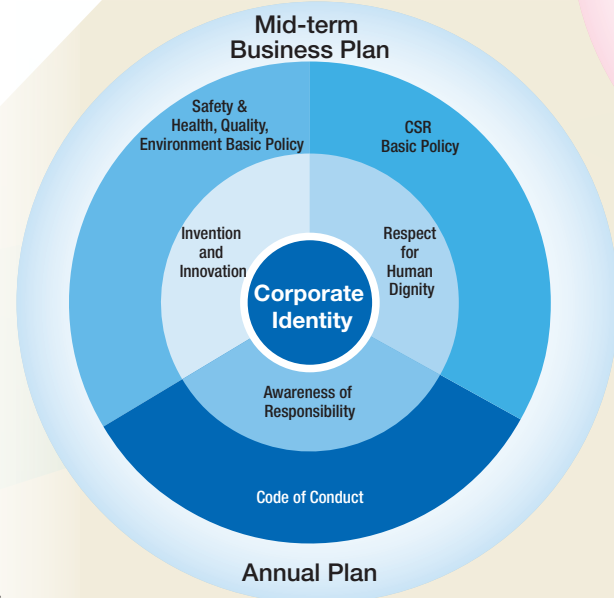 Mid-term
Business Plan
Safety &
Health, Quality,
Environment Basic Policy
CSR
Basic Policy
Invention
and
Innovation
Respect
for
Human
Dignity
Corporate
Identity
Awareness of
Responsibility
Code of Conduct
Annual Plan